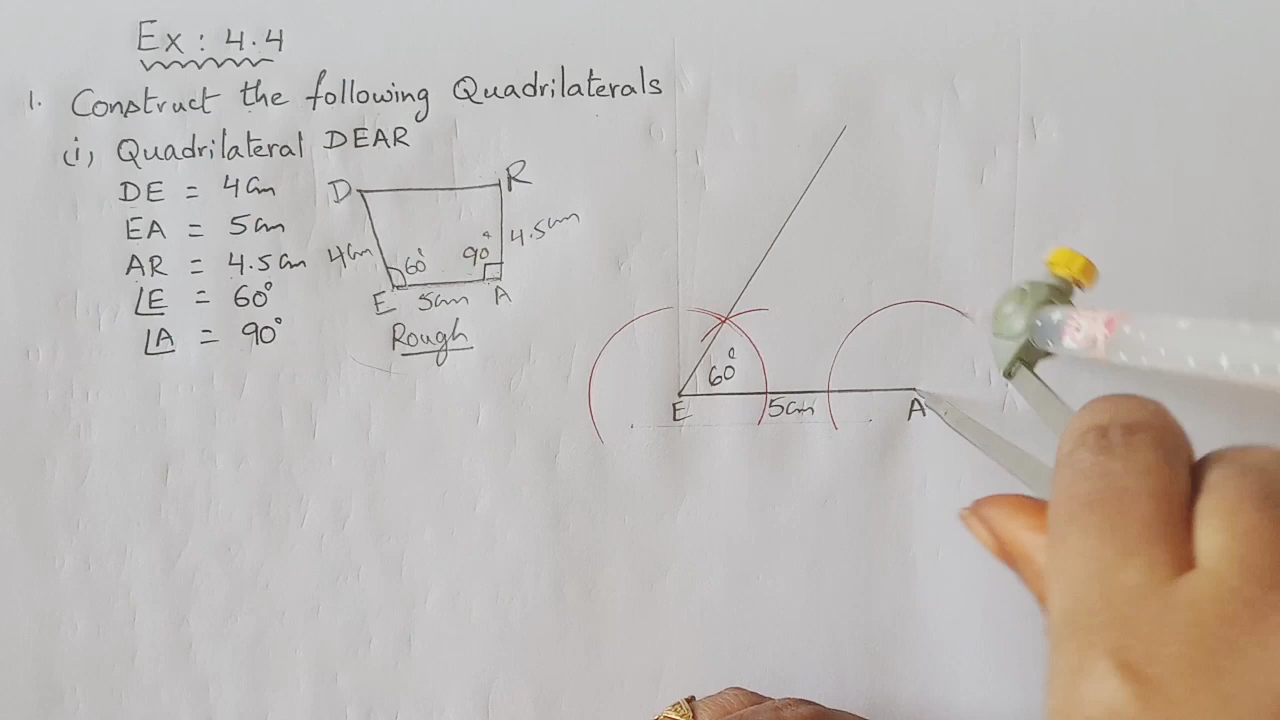 Ex : 4.4
1. Construct the following Quadrilaterals
(i) Quadrilateral DEAR
DE = 4cm
EA = 5cm
AR = 4.5cm
∠E = 60°
∠A = 90°
D R
4cm 60° 90° 4.5cm
E 5cm A
Rough
60°
E 5cm A